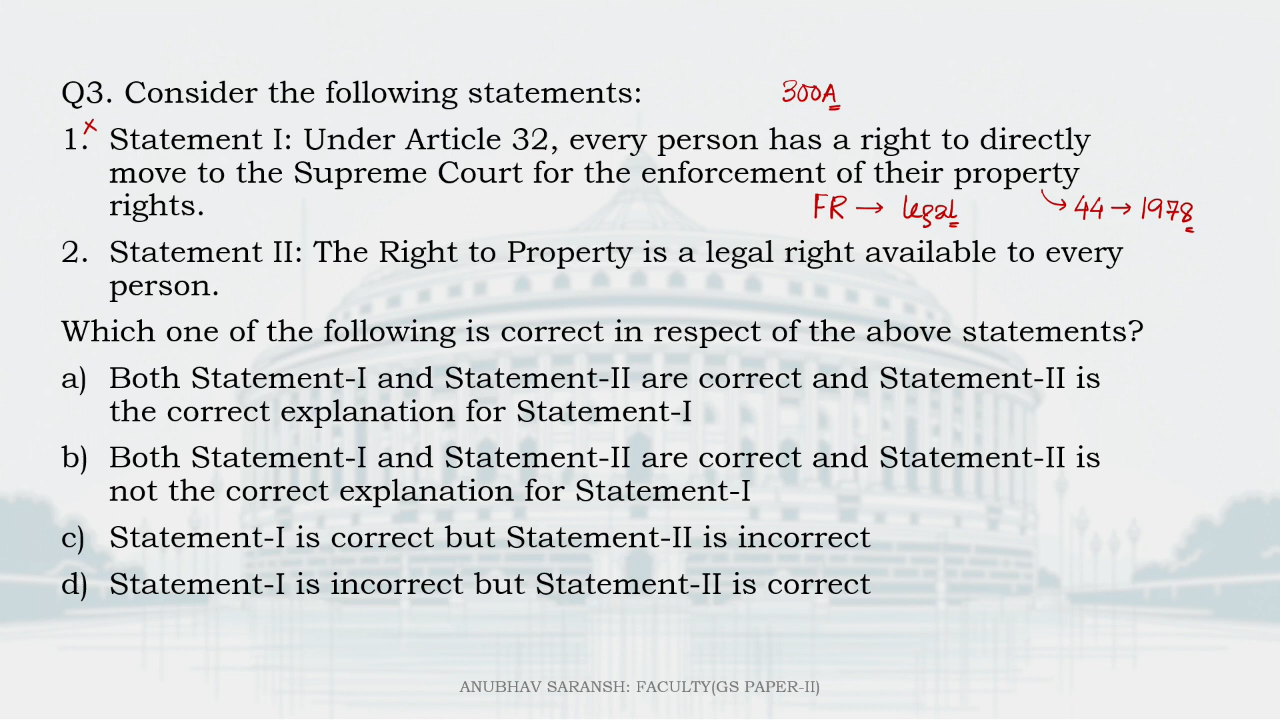 Q3. Consider the following statements:
300A
1.× Statement I: Under Article 32, every person has a right to directly
move to the Supreme Court for the enforcement of their property
rights.
FR → legal
↳ 44 → 1978
2. Statement II: The Right to Property is a legal right available to every
person.
Which one of the following is correct in respect of the above statements?
a) Both Statement-I and Statement-II are correct and Statement-II is
the correct explanation for Statement-I
b) Both Statement-I and Statement-II are correct and Statement-II is
not the correct explanation for Statement-I
c) Statement-I is correct but Statement-II is incorrect
d) Statement-I is incorrect but Statement-II is correct
ANUBHAV SARANSH: FACULTY(GS PAPER-II)